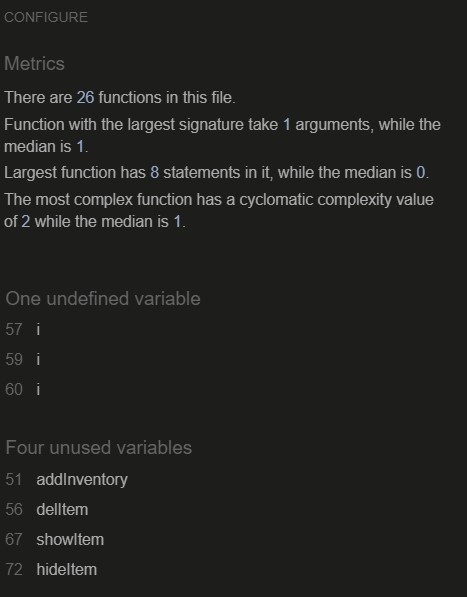 CONFIGURE
Metrics
There are 26 functions in this file.
Function with the largest signature take 1 arguments, while the
median is 1.
Largest function has 8 statements in it, while the median is 0.
The most complex function has a cyclomatic complexity value
of 2 while the median is 1.
One undefined variable
57 i
59 i
60 i
Four unused variables
51 addInventory
56 delItem
67 showItem
72 hideItem